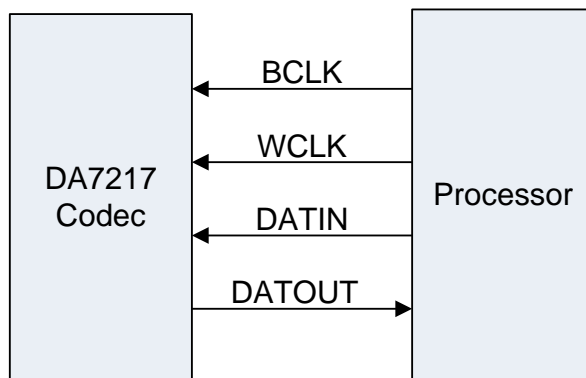 DA7217
Codec
BCLK
WCLK
DATIN
DATOUT
Processor